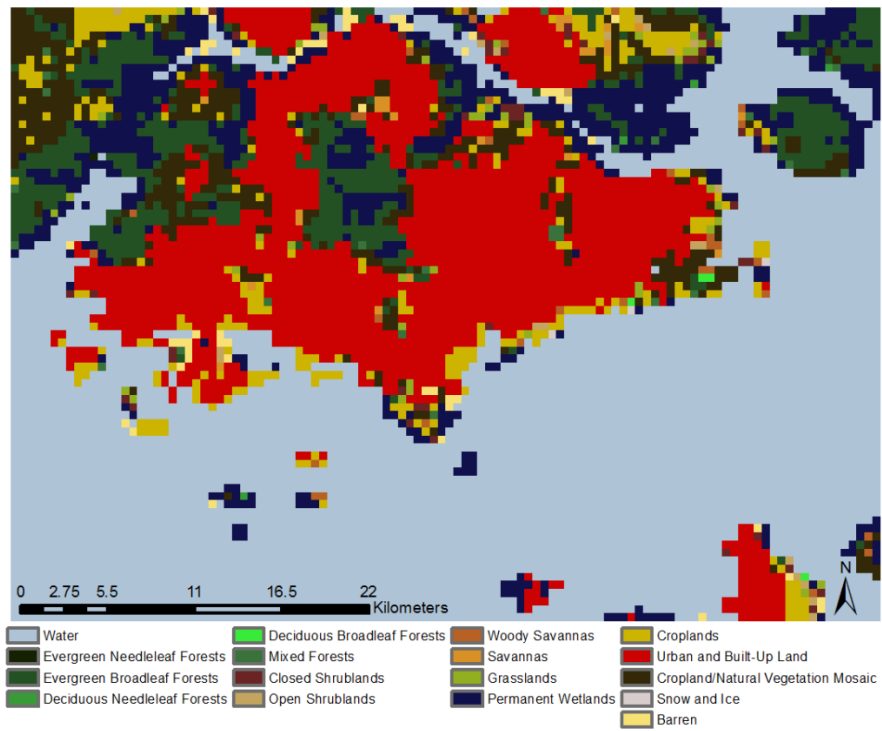 N
0 2.75 5.5 11 16.5 22
Kilometers
Water
Evergreen Needleleaf Forests
Evergreen Broadleaf Forests
Deciduous Needleleaf Forests
Deciduous Broadleaf Forests
Mixed Forests
Closed Shrublands
Open Shrublands
Woody Savannas
Savannas
Grasslands
Permanent Wetlands
Croplands
Urban and Built-Up Land
Cropland/Natural Vegetation Mosaic
Snow and Ice
Barren